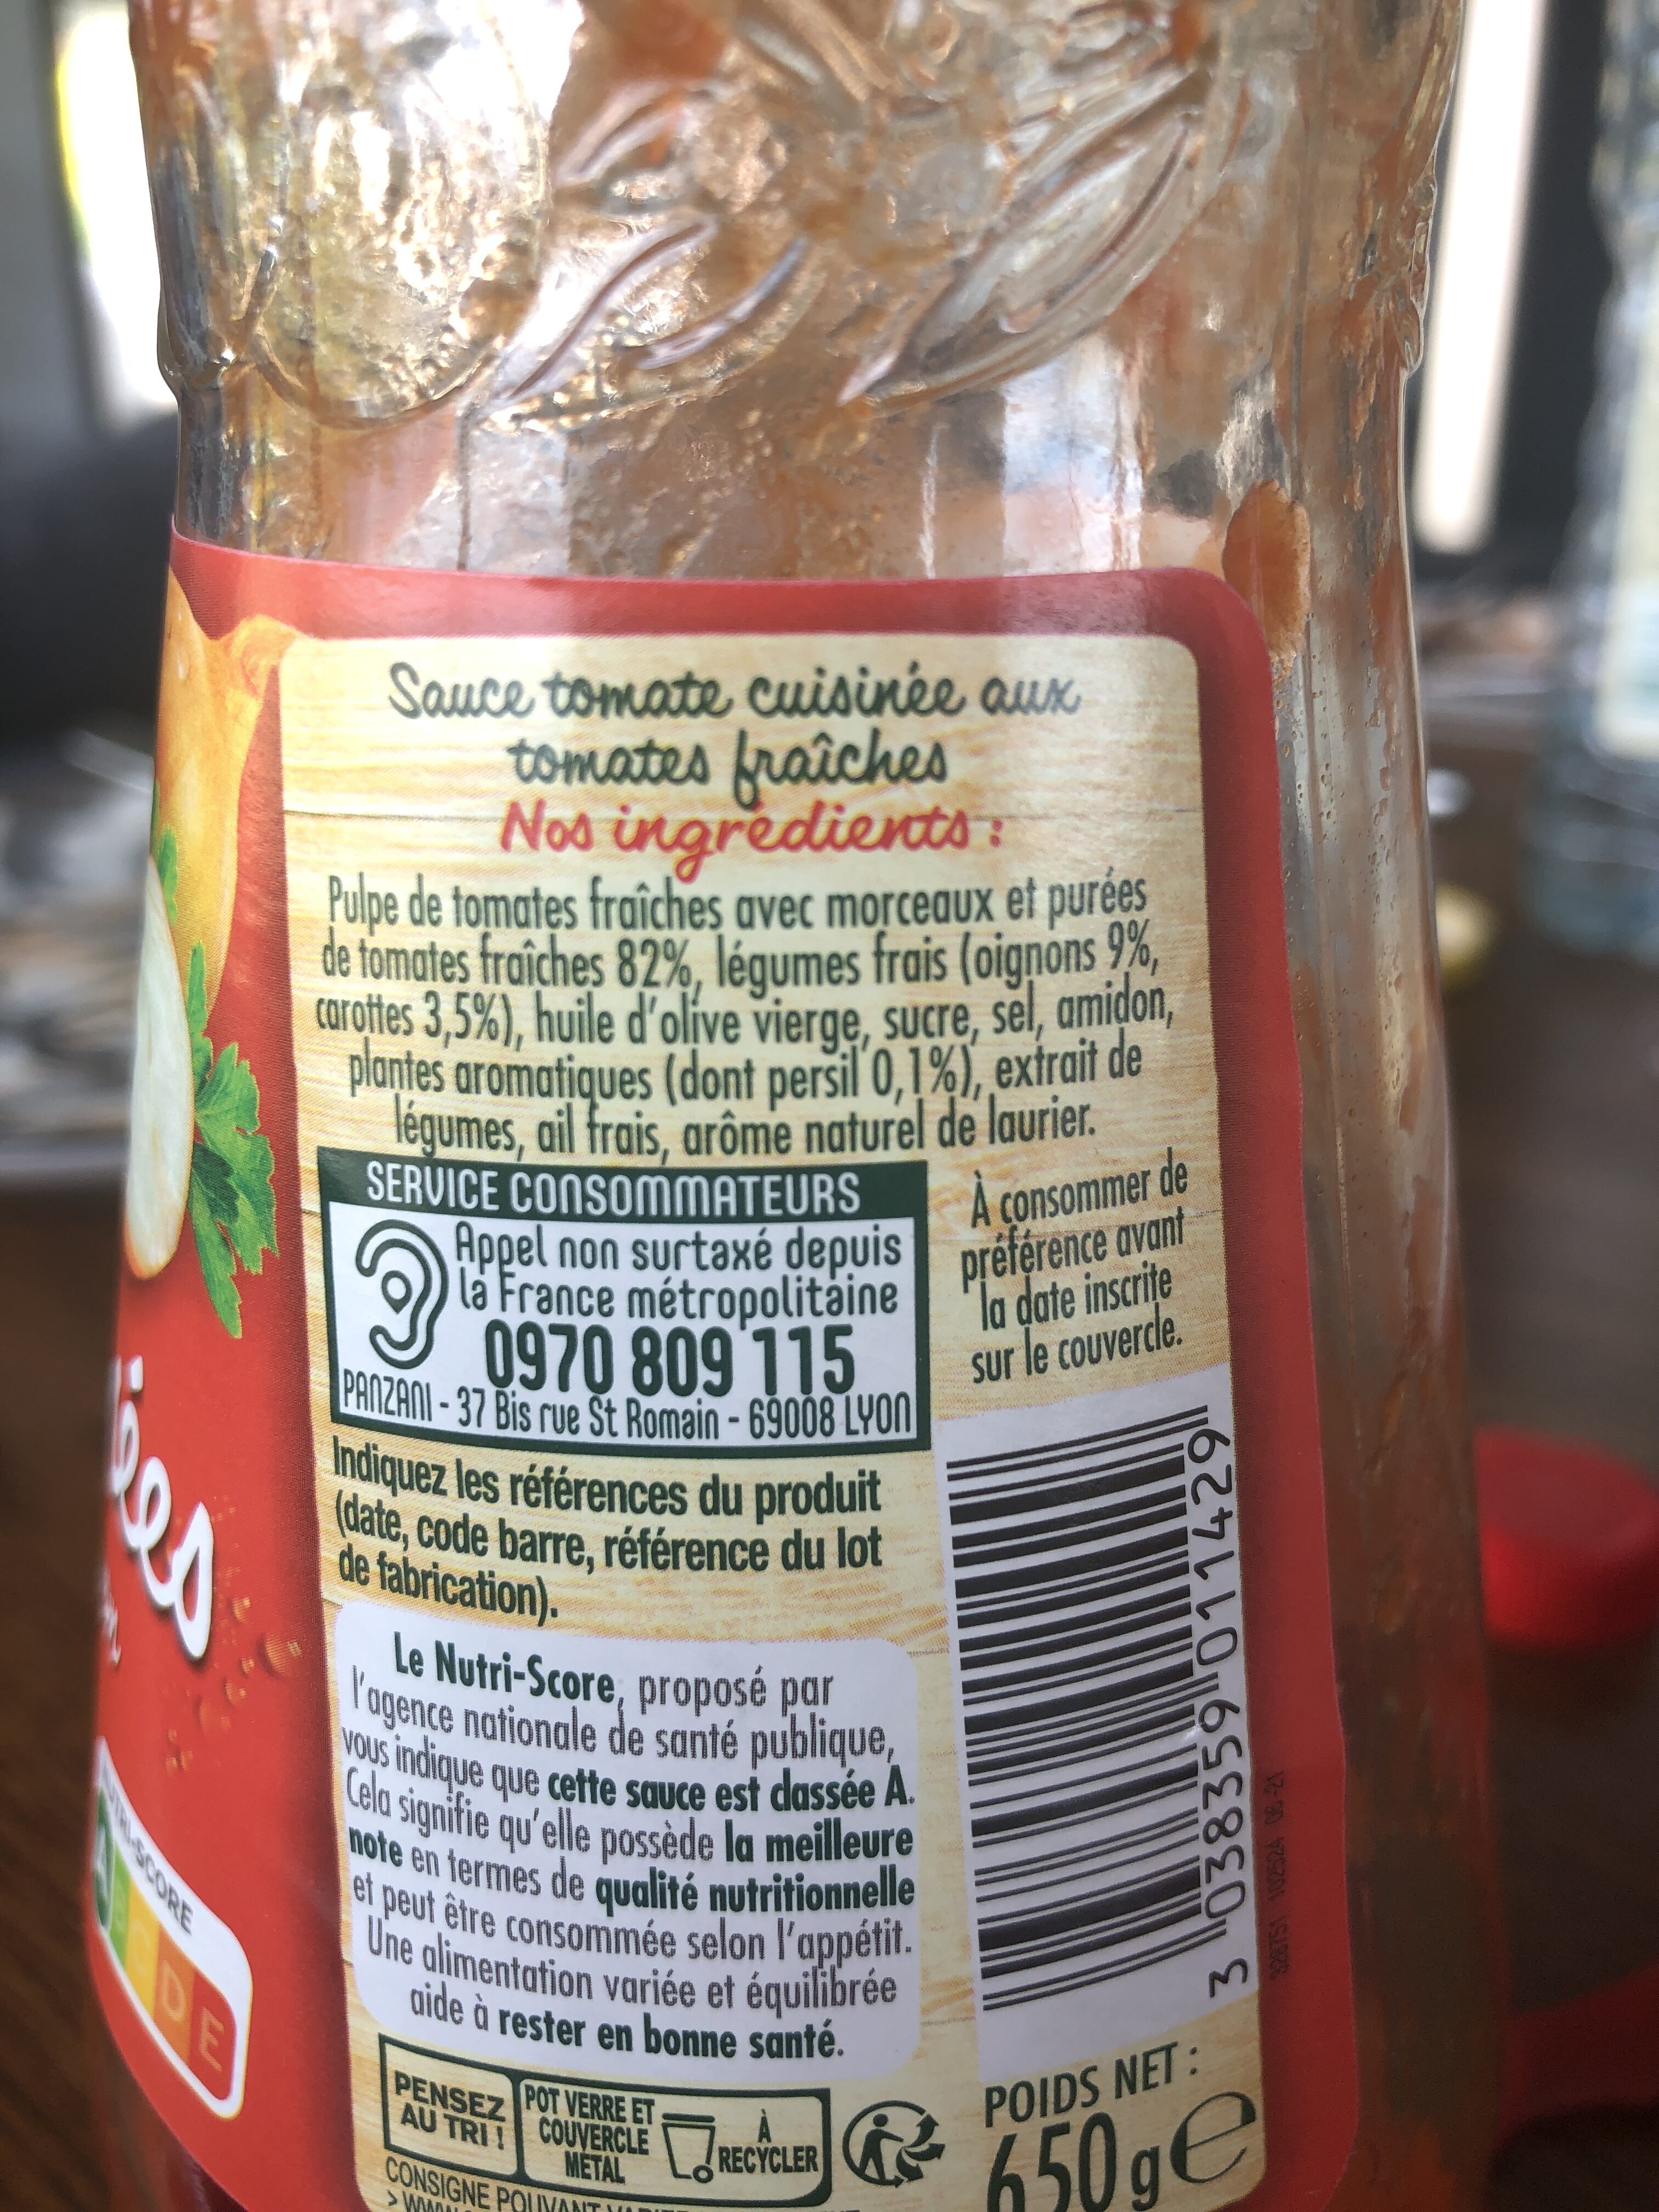 Sauce tomate cuisinée aux
tomates fraîches
Nos ingrédients :
Pulpe de tomates fraîches avec morceaux et purées
de tomates fraîches 82%, légumes frais (oignons 9%,
carottes 3,5%), huile d'olive vierge, sucre, sel, amidon,
plantes aromatiques (dont persil 0,1%), extrait de
légumes, ail frais, arôme naturel de laurier.
SERVICE CONSOMMATEURS
Appel non surtaxé depuis
la France métropolitaine
0970 809 115
PANZANI - 37 Bis rue St Romain - 69008 LYON
À consommer de
préférence avant
la date inscrite
sur le couvercle.
Indiquez les références du produit
(date, code barre, référence du lot
de fabrication).
Le Nutri-Score, proposé par
l'agence nationale de santé publique,
vous indique que cette sauce est classée A.
Cela signifie qu'elle possède la meilleure
note en termes de qualité nutritionnelle
et peut être consommée selon l'appétit.
Une alimentation variée et équilibrée
aide à rester en bonne santé.
3 038359 011429
PENSEZ
AU TRI !
POT VERRE ET
COUVERCLE
MÉTAL
À
RECYCLER
CONSIGNE POUVANT
POIDS NET :
650g e
NUTRI-SCORE
A
C
D
E